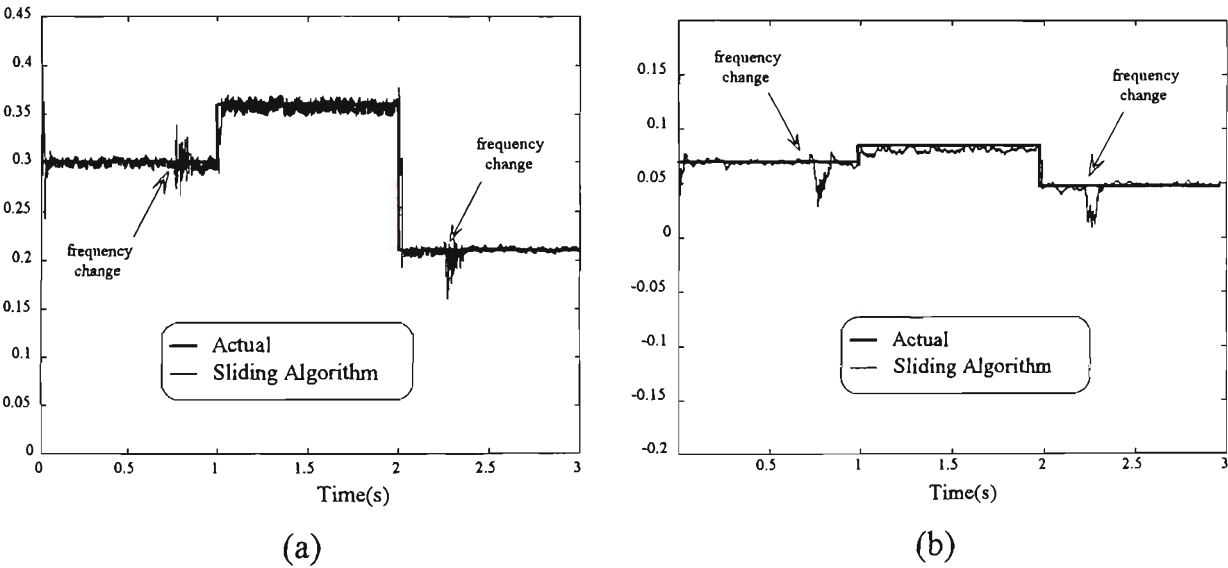 0.45
0.4
0.35
0.3
0.25
0.2
0.15
0.1
0.05
0
0
0.5
1
1.5
2
2.5
3
frequency
change
frequency
change
Actual
Sliding Algorithm
Time(s)
(a)
0.15
0.1
0.05
0
-0.05
-0.1
-0.15
-0.2
0.5
1
1.5
2
2.5
3
frequency
change
frequency
change
Actual
Sliding Algorithm
Time(s)
(b)